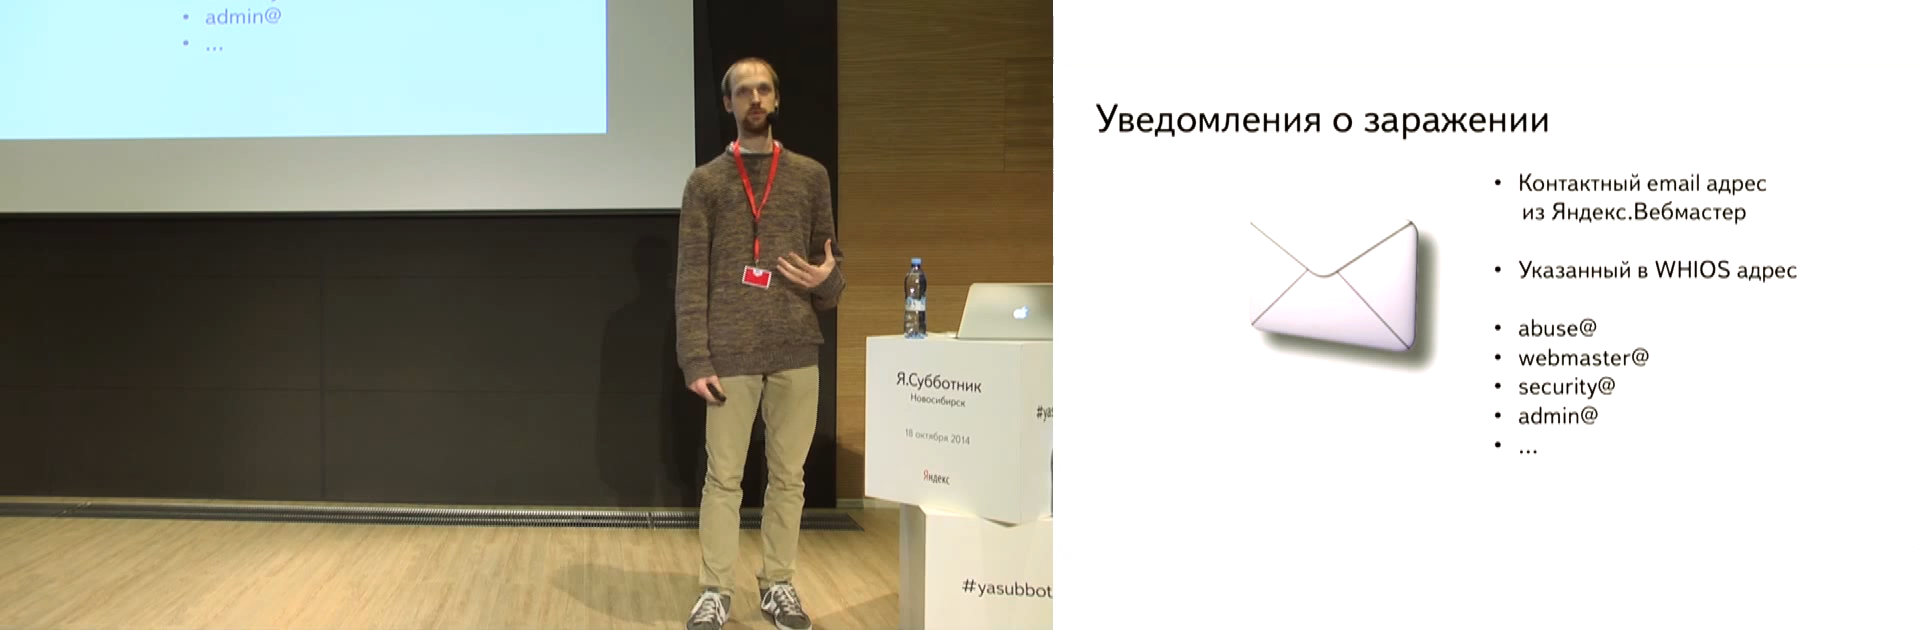 admin@
...
Я.Субботник
Новосибирск
18 октября 2014
Яндекс
#yasubbot
Уведомления о заражении
Контактный email адрес
из Яндекс.Вебмастер
Указанный в WHIOS адрес
abuse@
webmaster@
security@
admin@
...